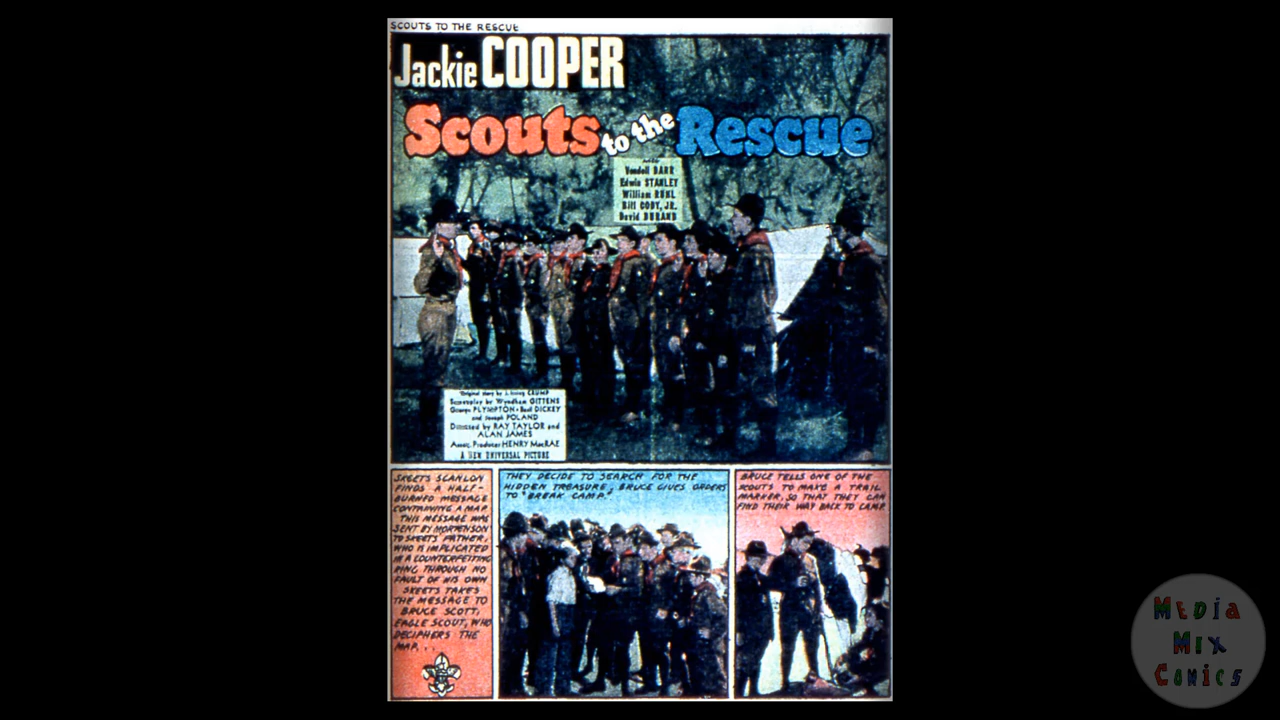 SCOUTS TO THE RESCUE
Jackie COOPER
Scouts to the Rescue
with
Vondell DARR
Edwin STANLEY
William RUHL
Bill CODY, JR.
David DURAND
Original story by J. Irving CRUMP
Screenplay by Wyndham GITTENS
George PLYMPTON • Basil DICKEY
and Joseph POLAND
Directed by RAY TAYLOR and
ALAN JAMES
Assoc. Producer HENRY MacRAE
A NEW UNIVERSAL PICTURE
SKEETS SCANLON
FINDS A HALF-
BURNED MESSAGE
CONTAINING A MAP.
THIS MESSAGE WAS
SENT BY MORTENSON
TO SKEETS' FATHER,
WHO IS IMPLICATED
IN A COUNTERFEITING
RING THROUGH NO
FAULT OF HIS OWN
SKEETS TAKES
THE MESSAGE TO
BRUCE SCOTT,
EAGLE SCOUT, WHO
DECIPHERS THE
MAP...
THEY DECIDE TO SEARCH FOR THE
HIDDEN TREASURE, BRUCE GIVES ORDERS
TO "BREAK CAMP."
BRUCE TELLS ONE OF THE
SCOUTS TO MAKE A TRAIL
MARKER, SO THAT THEY CAN
FIND THEIR WAY BACK TO CAMP.
MEDia
MiX
COMiCS